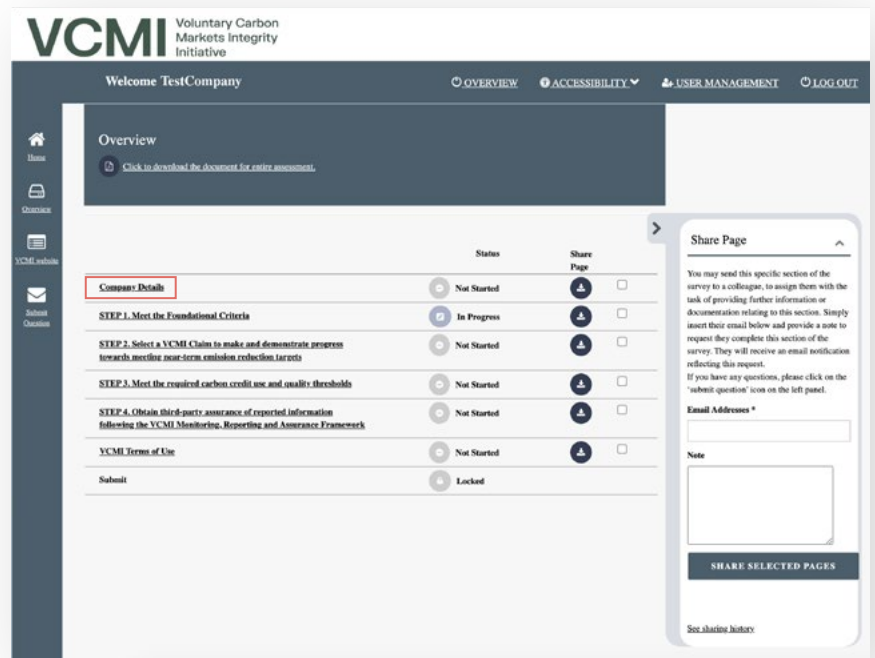 VCMI
Voluntary Carbon
Markets Integrity
Initiative
Welcome TestCompany
OVERVIEW
ACCESSIBILITY
USER MANAGEMENT
LOG OUT
Home
Overview
VCMI website
Submit
Question
Overview
Click to download the document for entire assessment.
Status
Share
Page
Company Details
Not Started
STEP 1. Meet the Foundational Criteria
In Progress
STEP 2. Select a VCMI Claim to make and demonstrate progress
towards meeting near-term emission reduction targets
Not Started
STEP 3. Meet the required carbon credit use and quality thresholds
Not Started
STEP 4. Obtain third-party assurance of reported information
following the VCMI Monitoring, Reporting and Assurance Framework
Not Started
VCMI Terms of Use
Not Started
Submit
Locked
Share Page
You may send this specific section of the
survey to a colleague, to assign them with the
task of providing further information or
documentation relating to this section. Simply
insert their email below and provide a note to
request they complete this section of the
survey. They will receive an email notification
reflecting this request.
If you have any questions, please click on the
'submit question' icon on the left panel.
Email Addresses *
Note
SHARE SELECTED PAGES
See sharing history